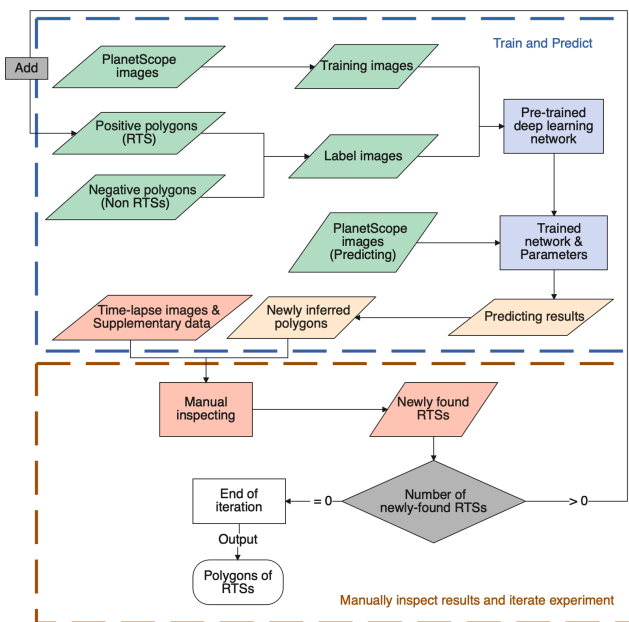 Train and Predict
Add
PlanetScope
images
Training images
Positive polygons
(RTS)
Label images
Pre-trained
deep learning
network
Negative polygons
(Non RTSs)
PlanetScope
images
(Predicting)
Trained
network &
Parameters
Time-lapse images &
Supplementary data
Newly inferred
polygons
Predicting results
Manual
inspecting
Newly found
RTSs
Number of
newly-found RTSs
= 0
> 0
End of
iteration
Output
Polygons of
RTSs
Manually inspect results and iterate experiment